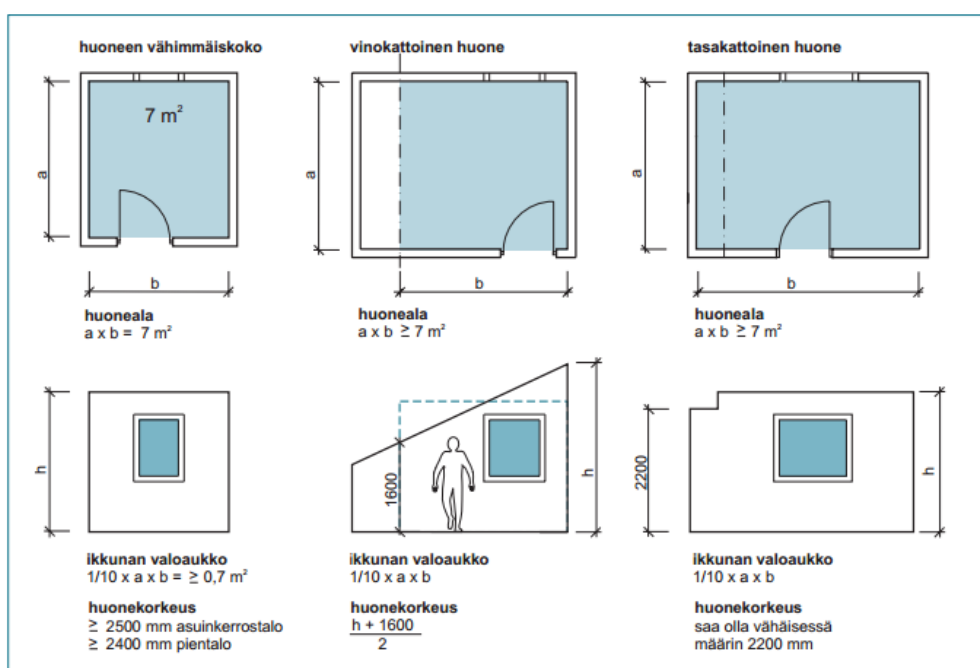 huoneen vähimmäiskoko
7 m²
a
b
huoneala
a x b = 7 m²
h
ikkunan valoaukko
1/10 x a x b = ≥ 0,7 m²
huonekorkeus
≥ 2500 mm asuinkerrostalo
≥ 2400 mm pientalo
vinokattoinen huone
a
b
huoneala
a x b ≥ 7 m²
1600
h
ikkunan valoaukko
1/10 x a x b
huonekorkeus
h + 1600
2
tasakattoinen huone
a
b
huoneala
a x b ≥ 7 m²
2200
h
ikkunan valoaukko
1/10 x a x b
huonekorkeus
saa olla vähäisessä
määrin 2200 mm